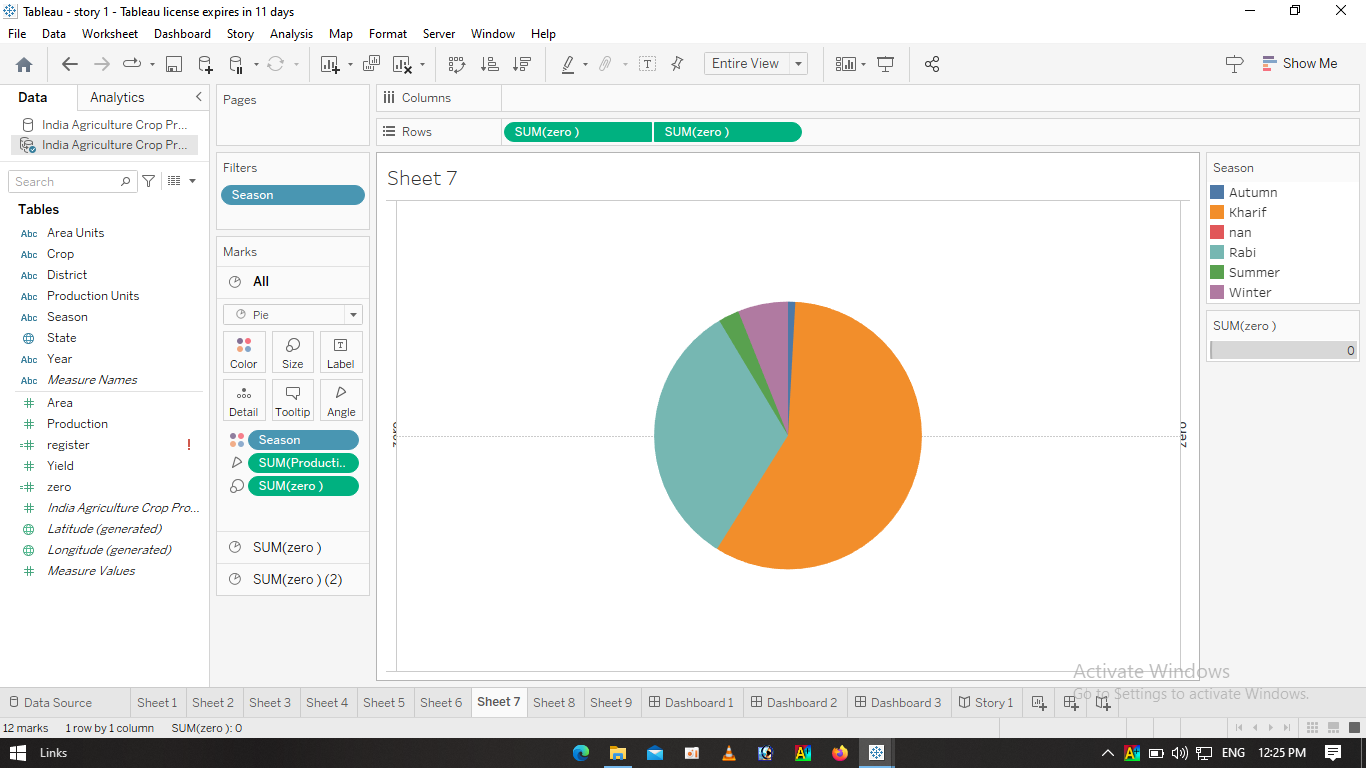 Tableau - story 1 - Tableau license expires in 11 days
File Data Worksheet Dashboard Story Analysis Map Format Server Window Help
Entire View
Show Me
Data Analytics
India Agriculture Crop Pr...
India Agriculture Crop Pr...
Search
Tables
Abc Area Units
Abc Crop
Abc District
Abc Production Units
Abc Season
State
Abc Year
Abc Measure Names
# Area
# Production
=# register !
# Yield
=# zero
# India Agriculture Crop Pro...
Latitude (generated)
Longitude (generated)
# Measure Values
Pages
Filters
Season
Marks
All
Pie
Color Size Label
Detail Tooltip Angle
Season
SUM(Producti..
SUM(zero )
SUM(zero )
SUM(zero ) (2)
Columns
Rows SUM(zero ) SUM(zero )
Sheet 7
zero
zero
Season
Autumn
Kharif
nan
Rabi
Summer
Winter
SUM(zero )
0
Activate Windows
Go to Settings to activate Windows.
Data Source Sheet 1 Sheet 2 Sheet 3 Sheet 4 Sheet 5 Sheet 6 Sheet 7 Sheet 8 Sheet 9 Dashboard 1 Dashboard 2 Dashboard 3 Story 1
12 marks 1 row by 1 column SUM(zero ): 0
Links ENG 12:25 PM